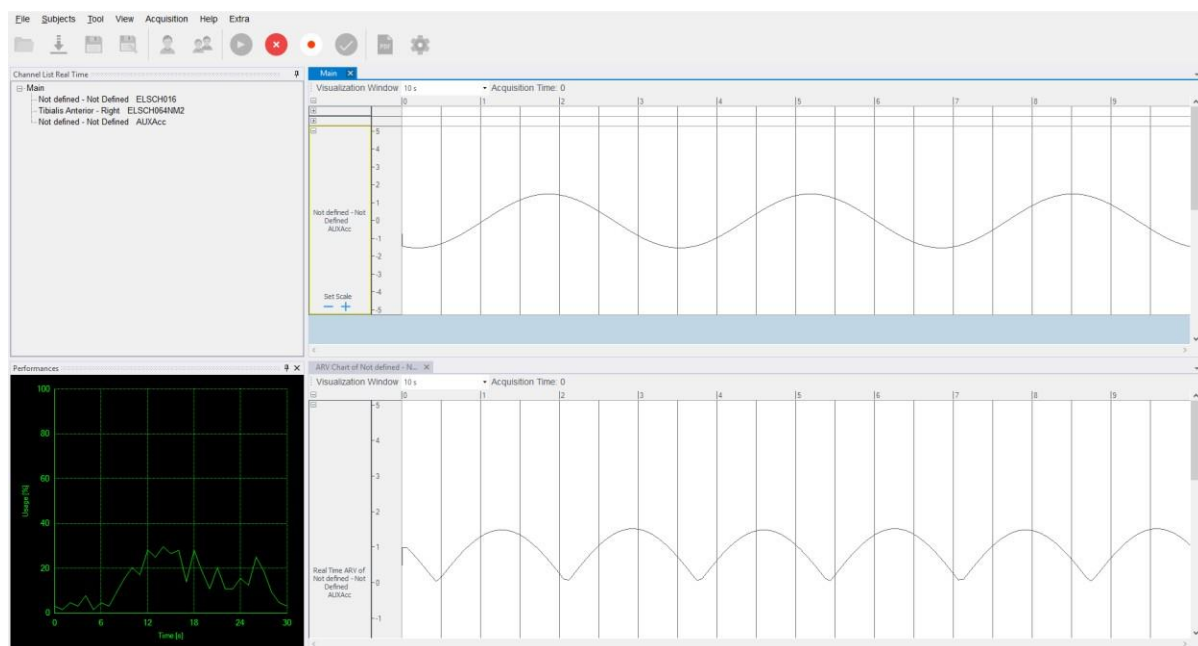 File Subjects Tool View Acquisition Help Extra
PDF
Channel List Real Time
Main
Not defined - Not Defined ELSCH016
Tibialis Anterior - Right ELSCH064NM2
Not defined - Not Defined AUXAcc
Main
Visualization Window 10 s Acquisition Time: 0
0 1 2 3 4 5 6 7 8 9
5
4
3
2
1
0
-1
-2
-3
-4
-5
Not defined - Not
Defined
AUXAcc
Set Scale
Performances
100
80
60
40
20
0
Usage [%]
0 6 12 18 24 30
Time [s]
ARV Chart of Not defined - N...
Visualization Window 10 s Acquisition Time: 0
0 1 2 3 4 5 6 7 8 9
5
4
3
2
1
0
-1
Real Time ARV of
Not defined - Not
Defined
AUXAcc